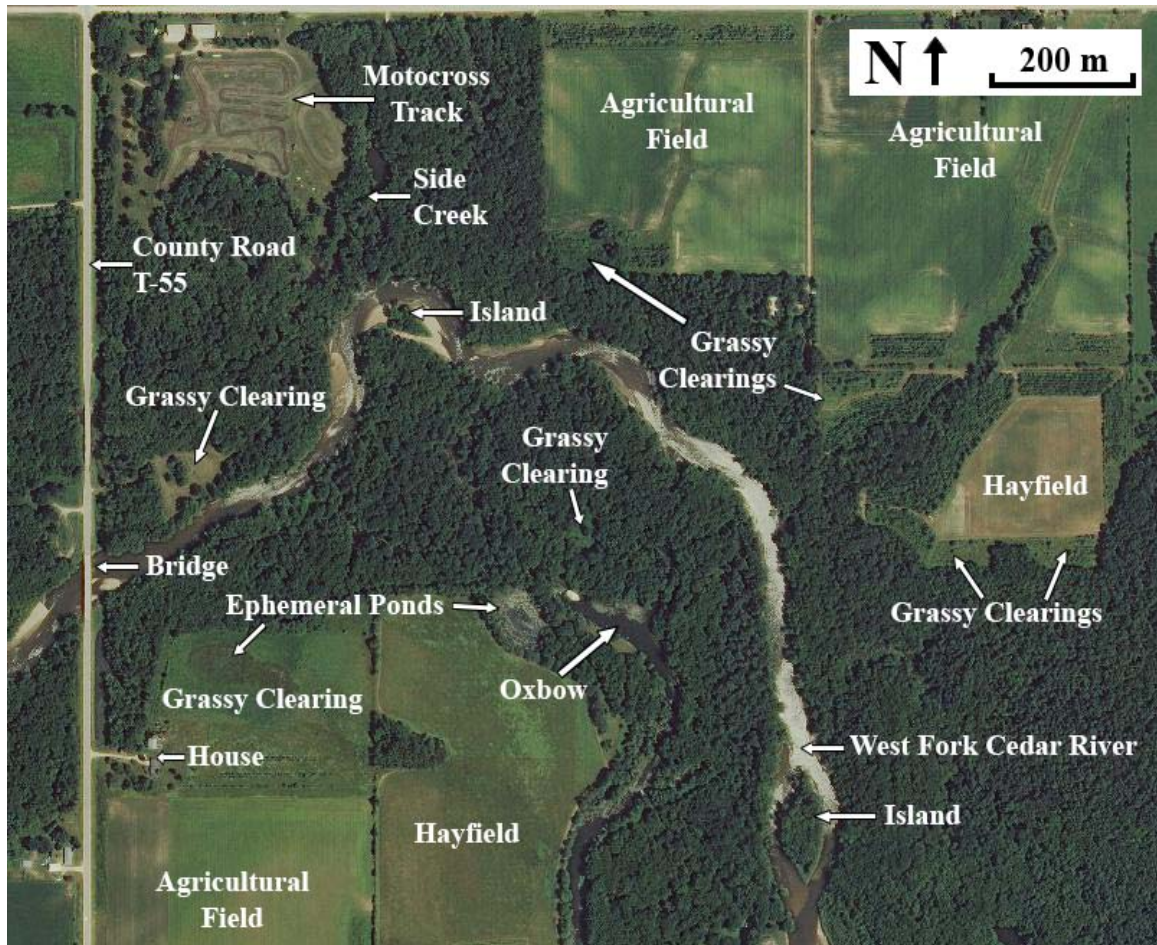 N
200 m
Motocross
Track
Agricultural
Field
Agricultural
Field
Side
Creek
County Road
T-55
Island
Grassy
Clearings
Grassy Clearing
Grassy
Clearing
Hayfield
Bridge
Ephemeral Ponds
Grassy Clearings
Grassy Clearing
Oxbow
House
West Fork Cedar River
Island
Hayfield
Agricultural
Field